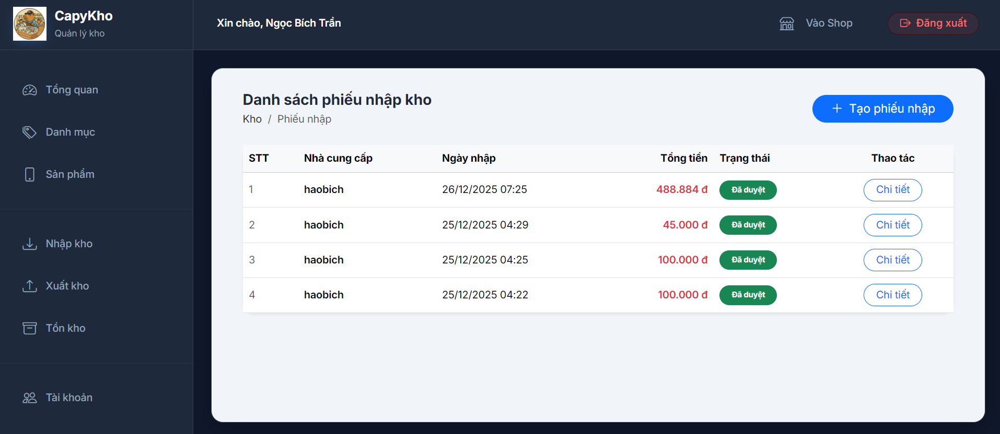 CapyKho
Quản lý kho
Xin chào, Ngọc Bích Trần
Vào Shop
Đăng xuất
Tổng quan
Danh mục
Sản phẩm
Nhập kho
Xuất kho
Tồn kho
Tài khoản
Danh sách phiếu nhập kho
Kho / Phiếu nhập
+ Tạo phiếu nhập
STT Nhà cung cấp Ngày nhập Tổng tiền Trạng thái Thao tác
1 haobich 26/12/2025 07:25 488.884 đ Đã duyệt Chi tiết
2 haobich 25/12/2025 04:29 45.000 đ Đã duyệt Chi tiết
3 haobich 25/12/2025 04:25 100.000 đ Đã duyệt Chi tiết
4 haobich 25/12/2025 04:22 100.000 đ Đã duyệt Chi tiết